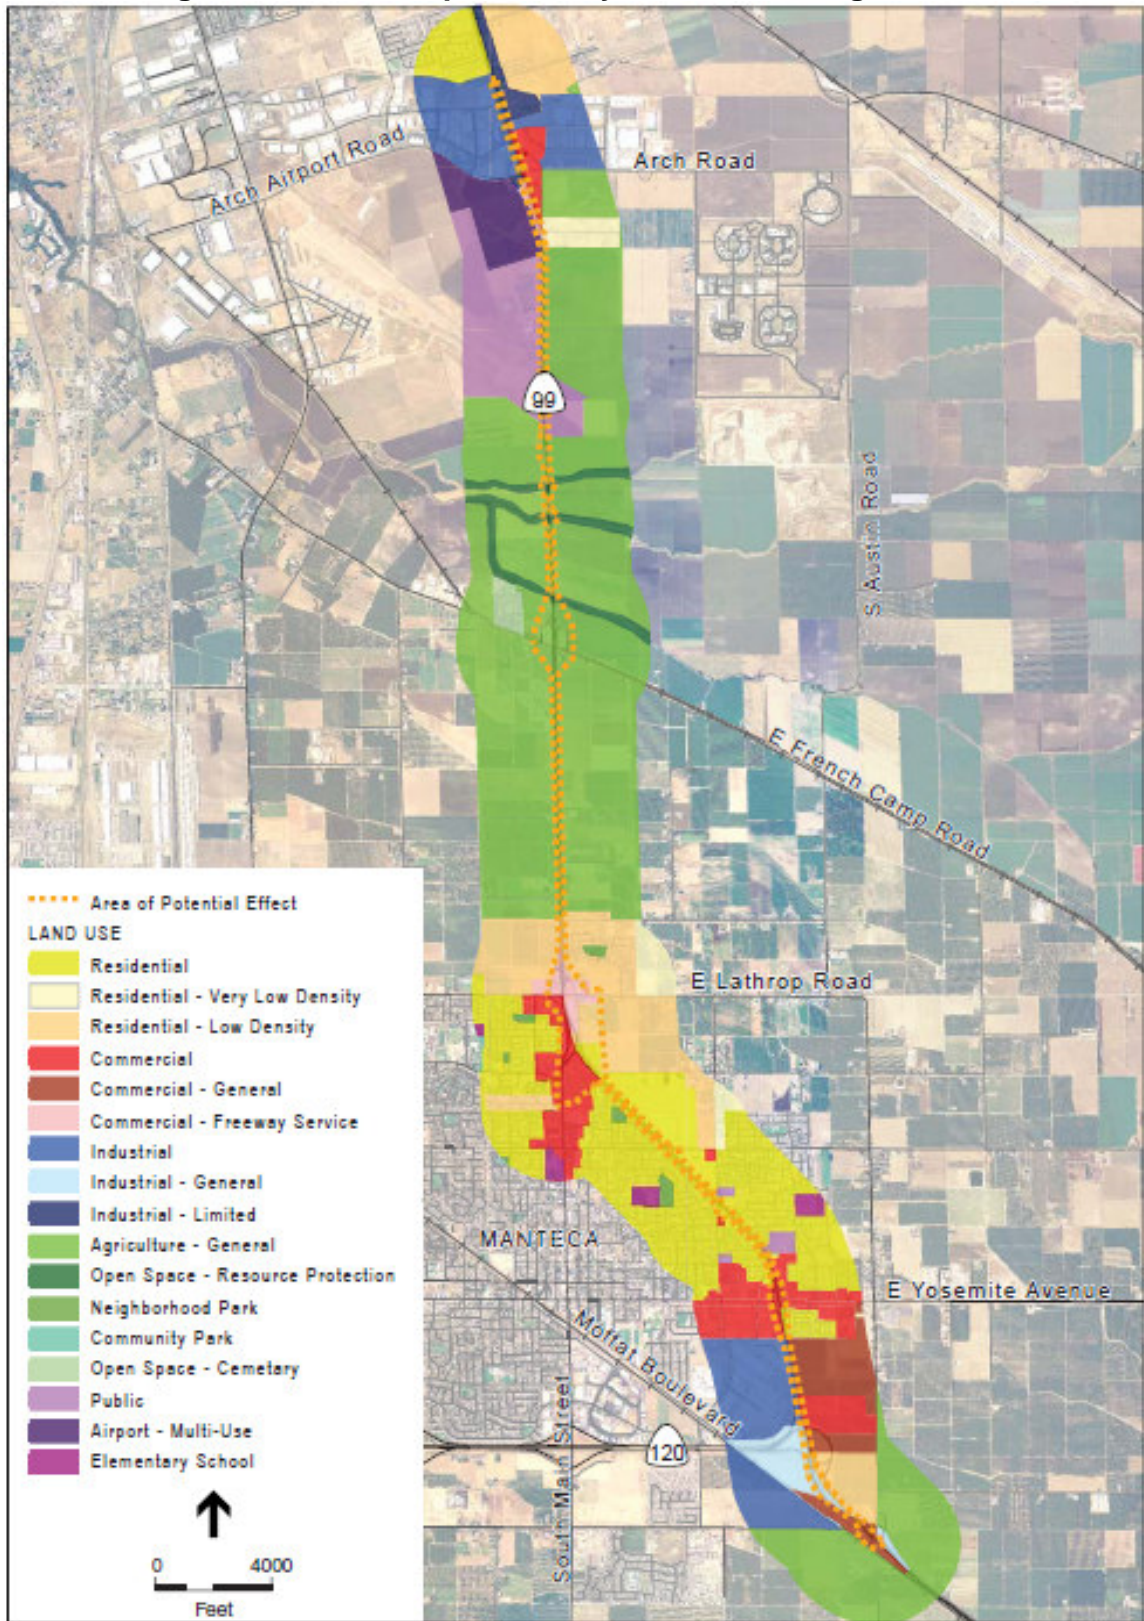 Arch Airport Road
Arch Road
99
S Austin Road
E French Camp Road
Area of Potential Effect
LAND USE
Residential
Residential - Very Low Density
Residential - Low Density
Commercial
Commercial - General
Commercial - Freeway Service
Industrial
Industrial - General
Industrial - Limited
Agriculture - General
Open Space - Resource Protection
Neighborhood Park
Community Park
Open Space - Cemetary
Public
Airport - Multi-Use
Elementary School
0 4000
Feet
E Lathrop Road
MANTECA
E Yosemite Avenue
Moffat Boulevard
120
South Main Street